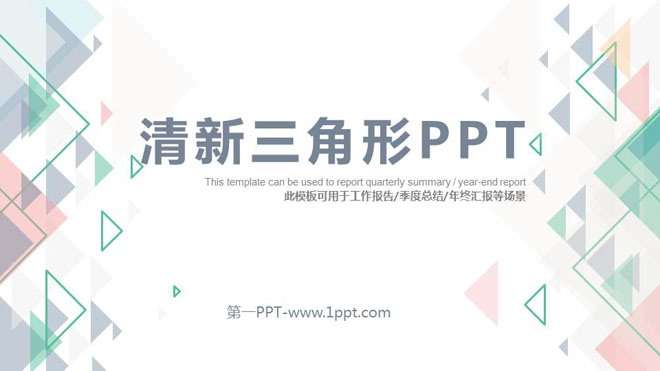 清新三角形PPT
This template can be used to report quarterly summary / year-end report
此模板可用于工作报告/季度总结/年终汇报等场景
第一PPT-www.1ppt.com